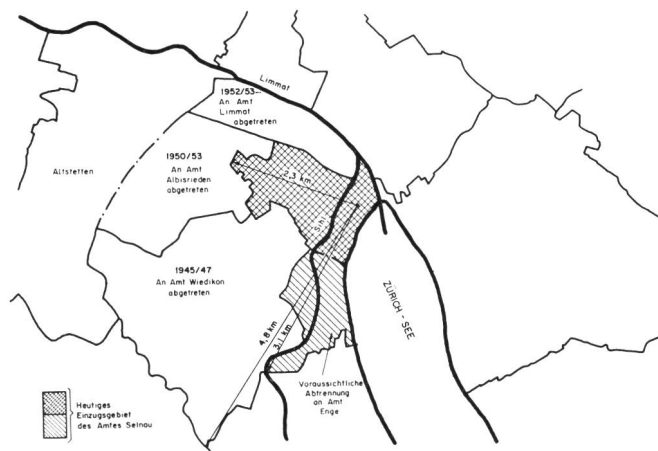 Limmat
1952/53
An Amt
Limmat
abgetreten
1950/53
An Amt
Albisrieden
abgetreten
Altstetten
2,3 km
Sihl
1945/47
An Amt Wiedikon
abgetreten
4,8 km
3,1 km
ZÜRICH-SEE
Voraussichtliche
Abtrennung
an Amt
Enge
Heutiges
Einzugsgebiet
des Amtes Selnau